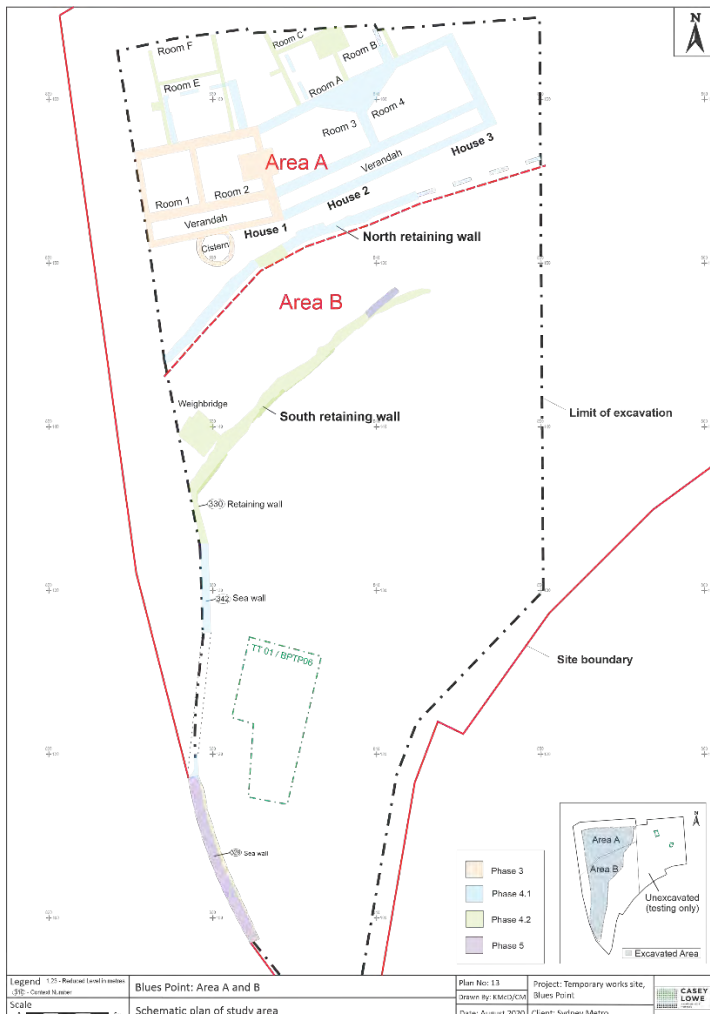 N
Room F
Room C
Room B
Room E
Room A
Room 4
Room 3
Area A
Verandah
House 3
Room 1
Room 2
House 2
Verandah
House 1
Cistern
North retaining wall
Area B
Weighbridge
South retaining wall
Limit of excavation
330 Retaining wall
342 Sea wall
TT 01 / BPTP06
Site boundary
Sea wall
Phase 3
Phase 4.1
Phase 4.2
Phase 5
N
Area A
Area B
Unexcavated
(testing only)
Excavated Area
Legend
- Reduced Level in metres
- Context Number
Scale
Blues Point: Area A and B
Schematic plan of study area
Plan No: 13
Drawn By: KMcD/CM
Date: August 2020
Project: Temporary works site,
Blues Point
Client: Sydney Metro
CASEY
LOWE